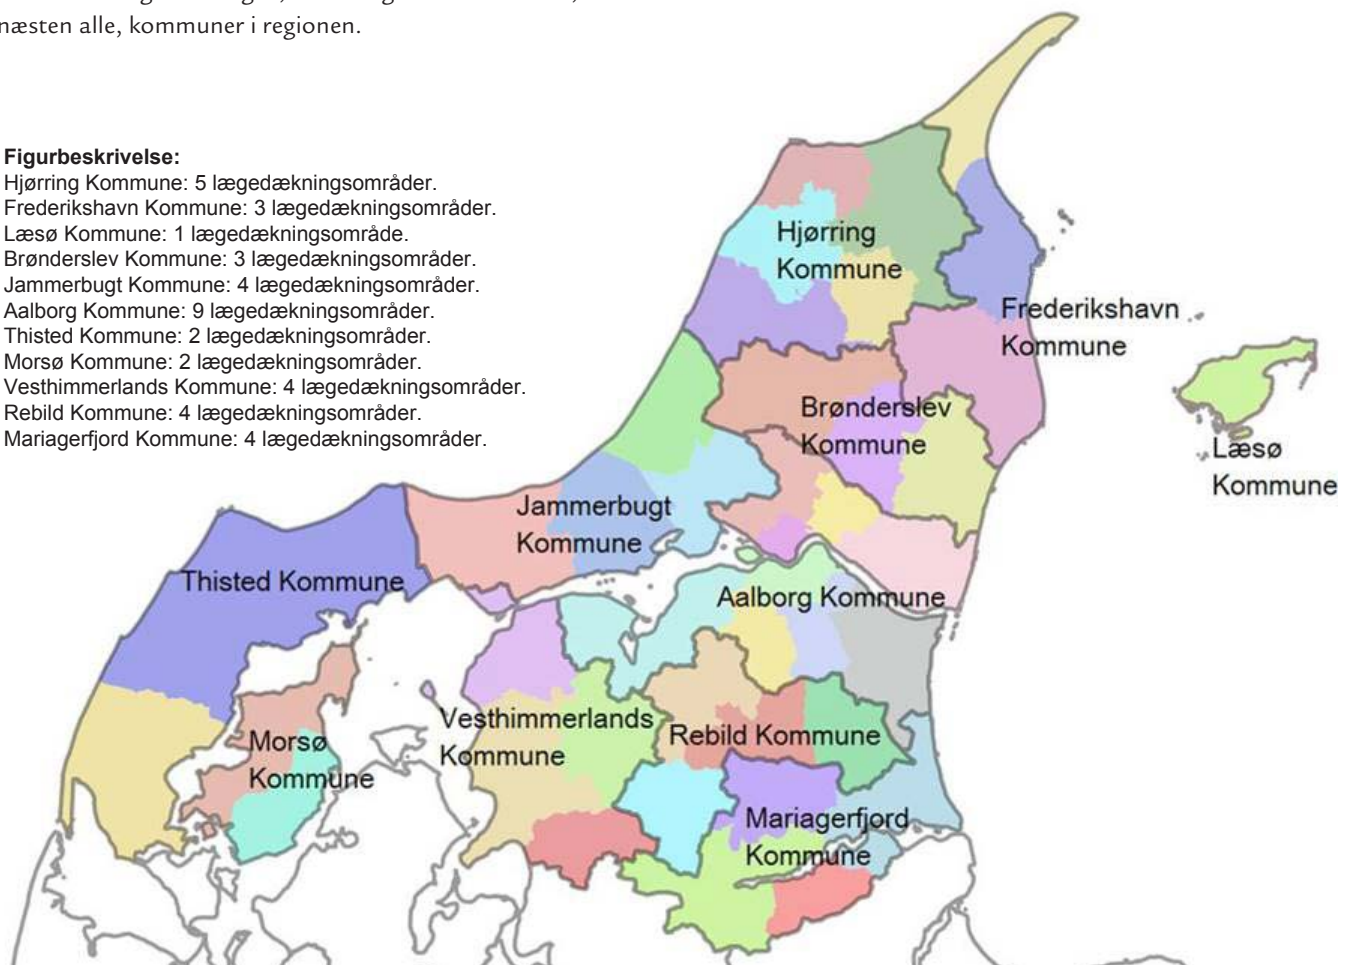 næsten alle, kommuner i regionen.
Figurbeskrivelse:
Hjørring Kommune: 5 lægedækningsområder.
Frederikshavn Kommune: 3 lægedækningsområder.
Læsø Kommune: 1 lægedækningsområde.
Brønderslev Kommune: 3 lægedækningsområder.
Jammerbugt Kommune: 4 lægedækningsområder.
Aalborg Kommune: 9 lægedækningsområder.
Thisted Kommune: 2 lægedækningsområder.
Morsø Kommune: 2 lægedækningsområder.
Vesthimmerlands Kommune: 4 lægedækningsområder.
Rebild Kommune: 4 lægedækningsområder.
Mariagerfjord Kommune: 4 lægedækningsområder.
Hjørring
Kommune
Frederikshavn
Kommune
Brønderslev
Kommune
Læsø
Kommune
Jammerbugt
Kommune
Thisted Kommune
Aalborg Kommune
Vesthimmerlands
Kommune
Rebild Kommune
Morsø
Kommune
Mariagerfjord
Kommune